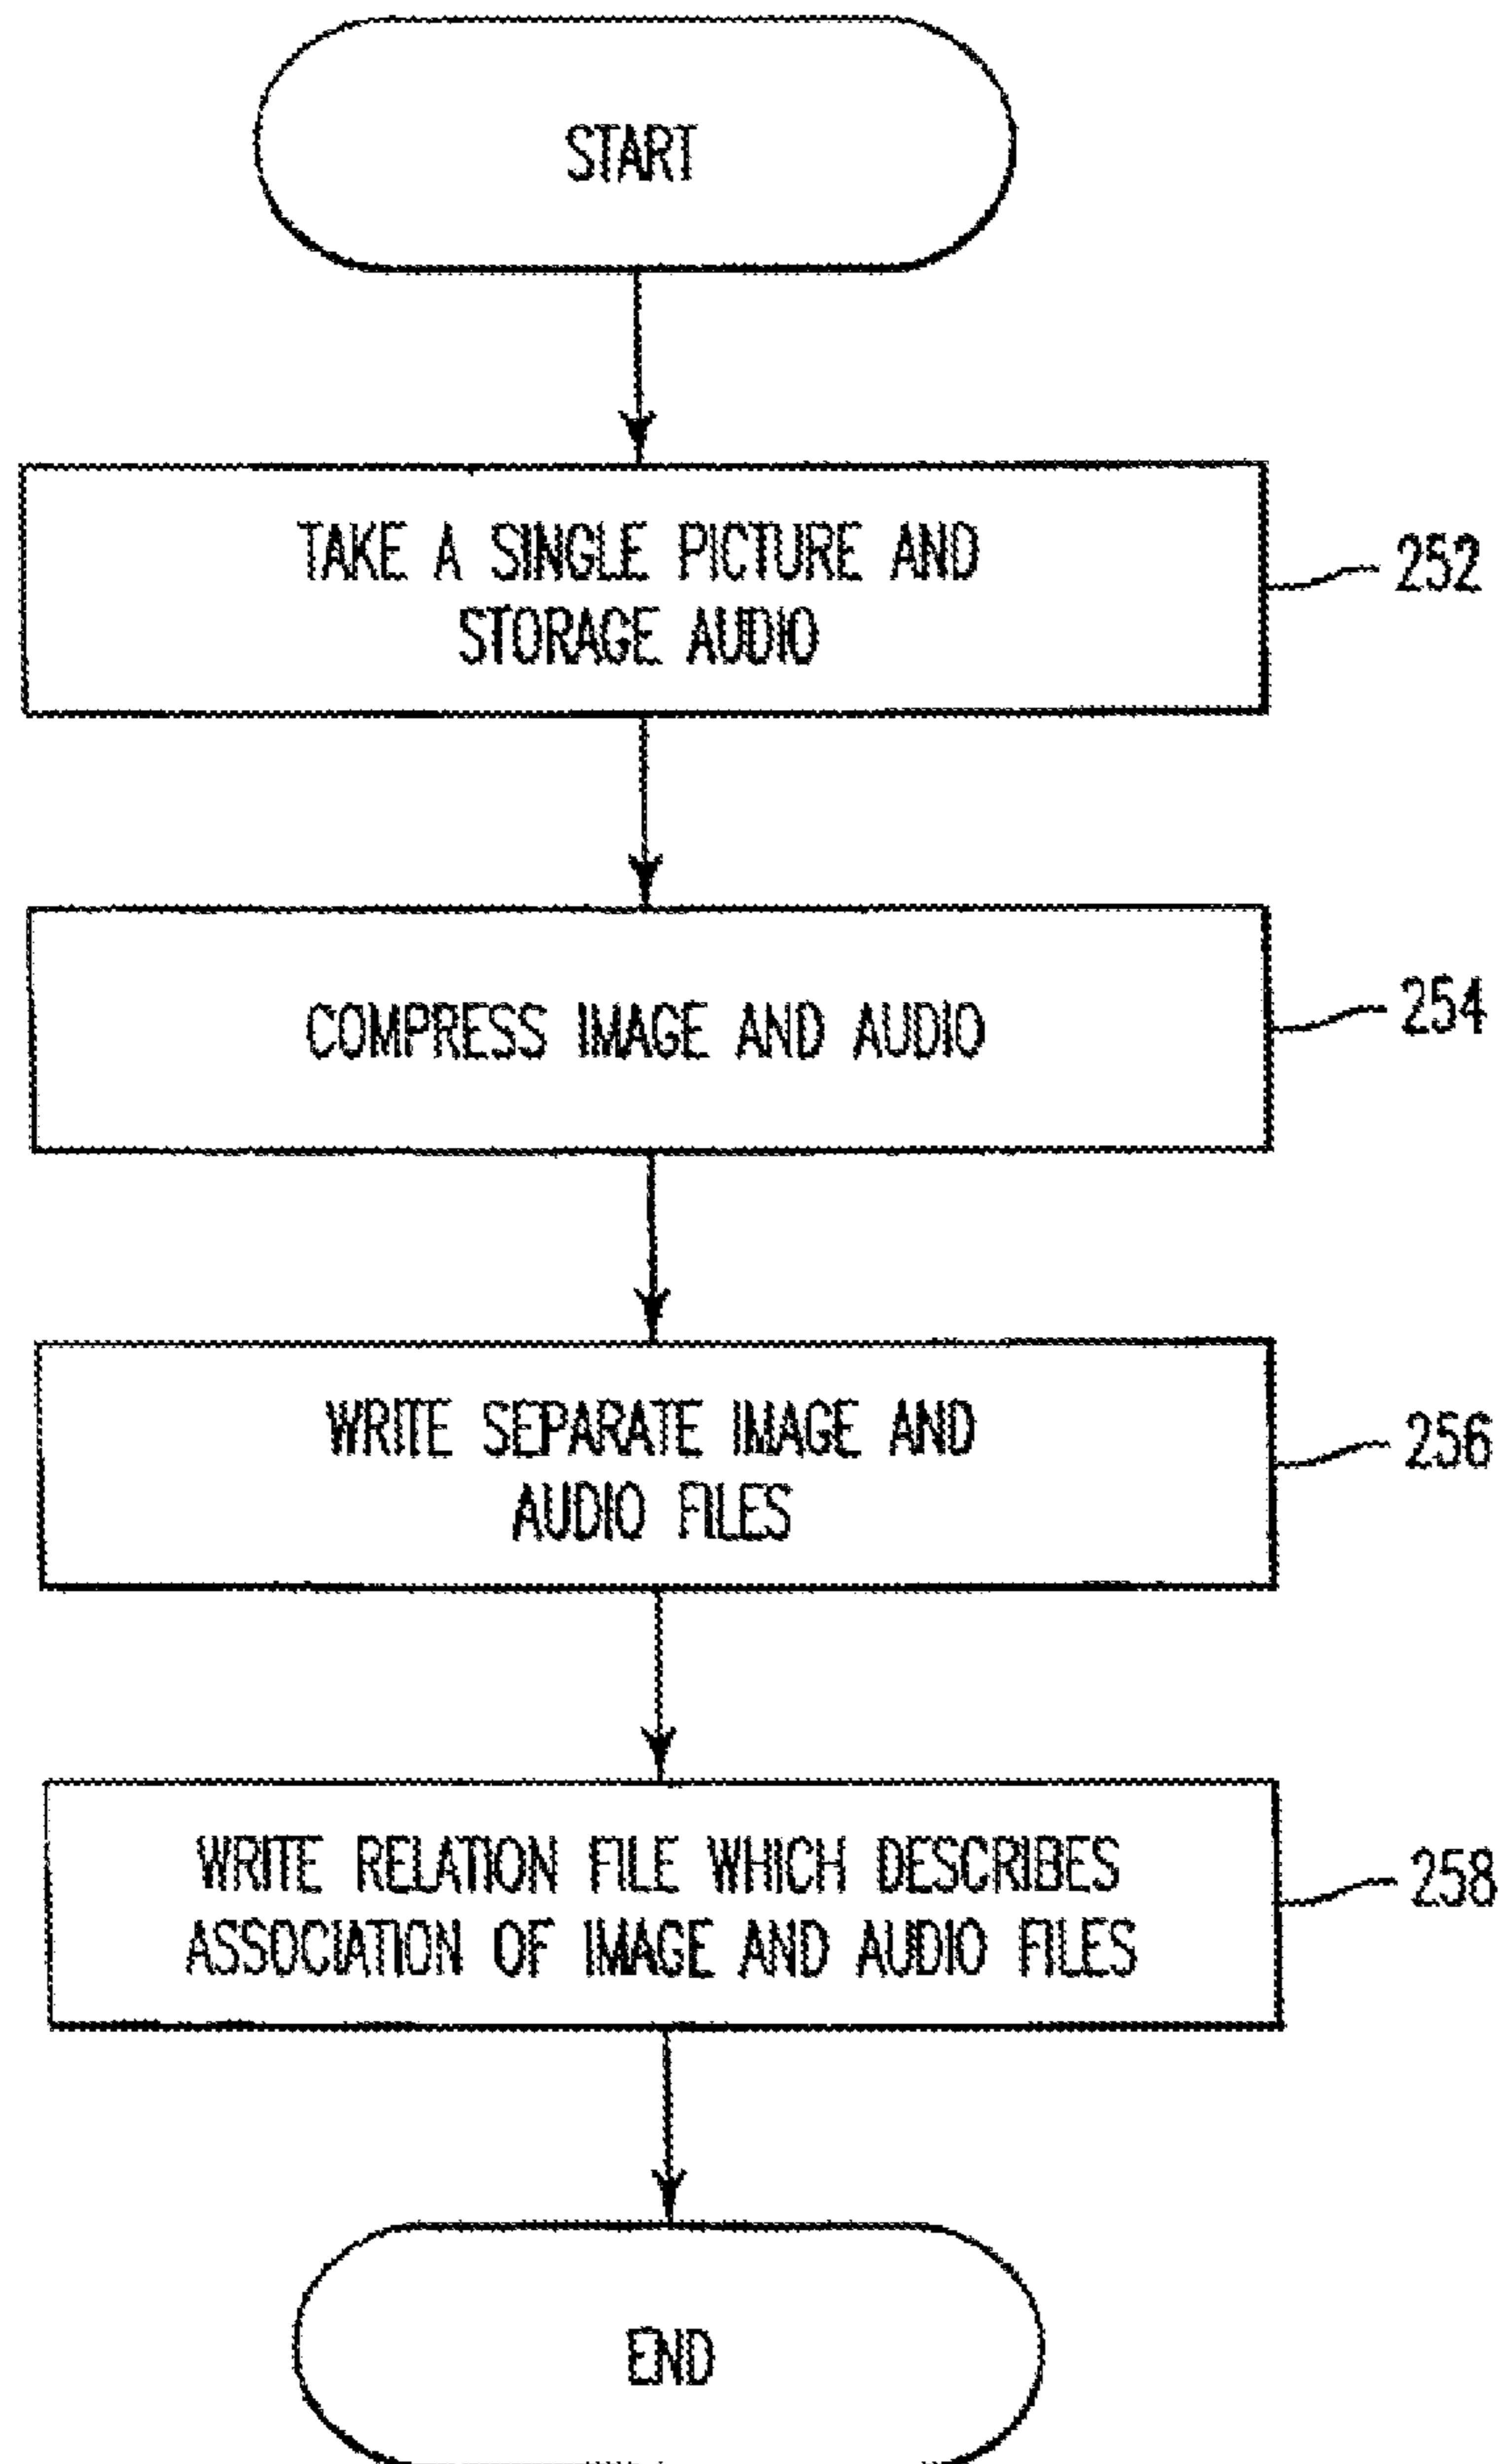 START
TAKE A SINGLE PICTURE AND
STORAGE AUDIO
252
COMPRESS IMAGE AND AUDIO
254
WRITE SEPARATE IMAGE AND
AUDIO FILES
256
WRITE RELATION FILE WHICH DESCRIBES
ASSOCIATION OF IMAGE AND AUDIO FILES
258
END